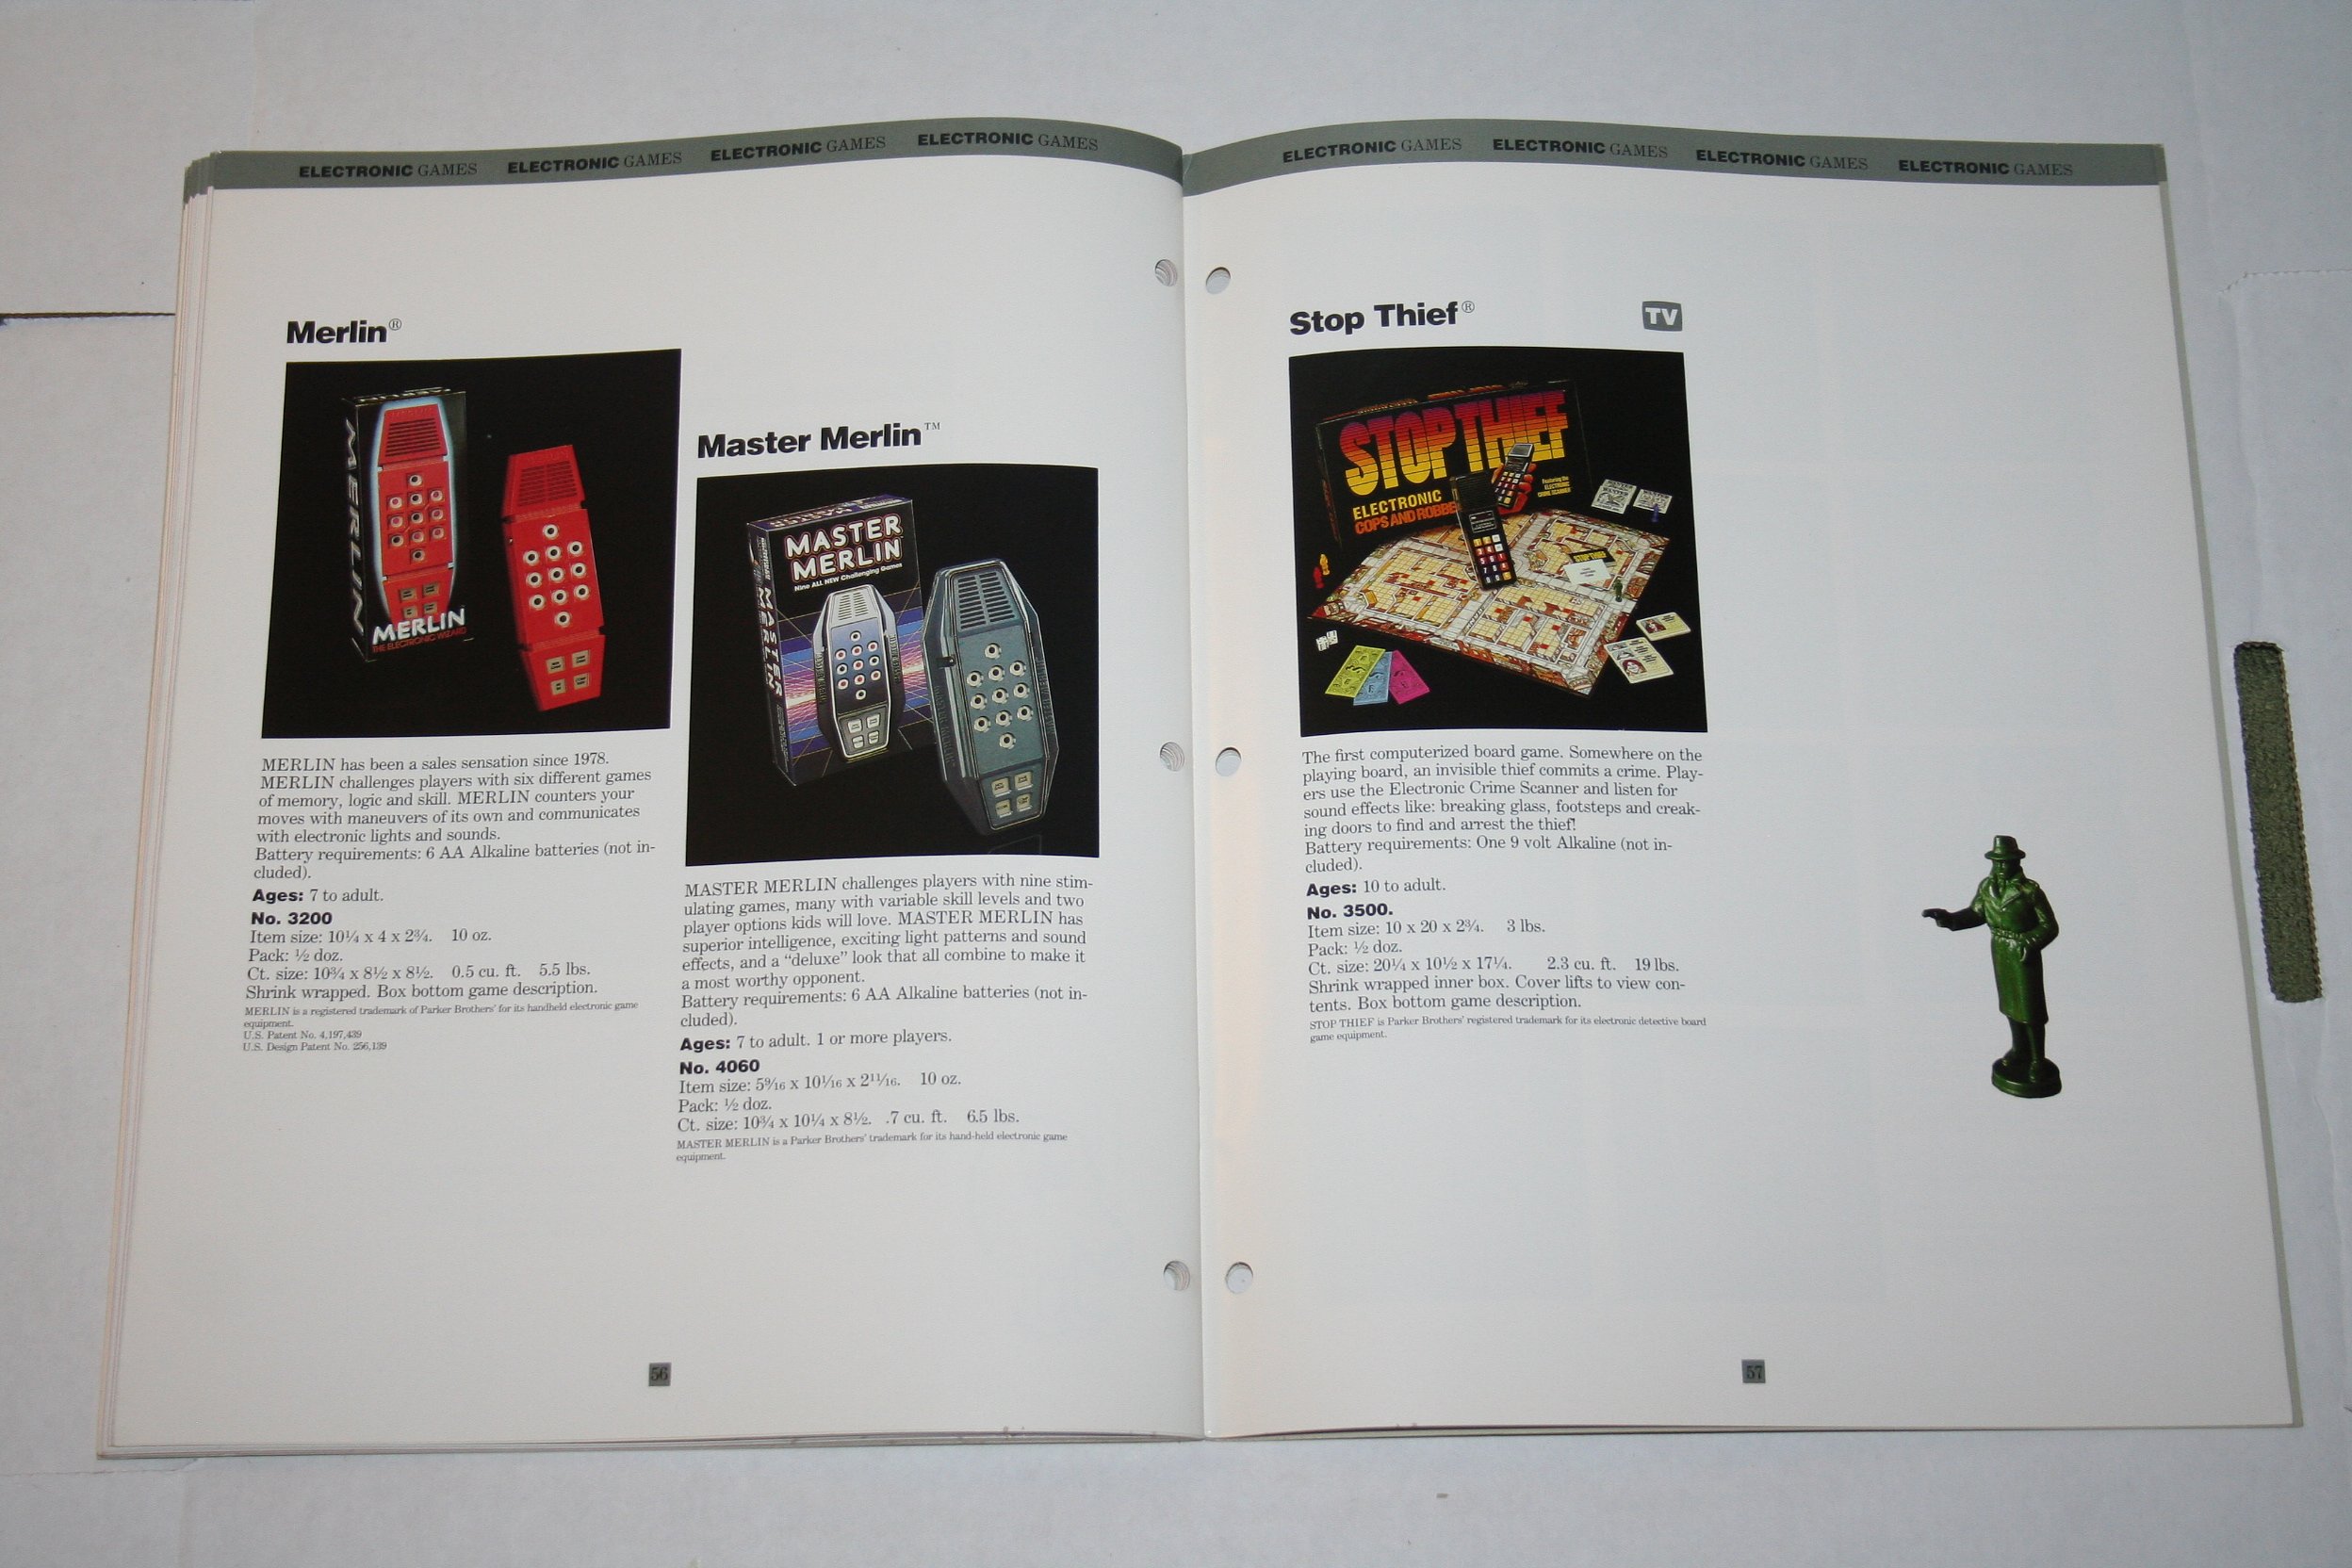 ELECTRONIC GAMES ELECTRONIC GAMES ELECTRONIC GAMES ELECTRONIC GAMES
Merlin®
MERLIN
MERLIN
THE ELECTRONIC WIZARD
MERLIN has been a sales sensation since 1978.
MERLIN challenges players with six different games
of memory, logic and skill. MERLIN counters your
moves with maneuvers of its own and communicates
with electronic lights and sounds.
Battery requirements: 6 AA Alkaline batteries (not in-
cluded).
Ages: 7 to adult.
No. 3200
Item size: 10¼ x 4 x 2¾. 10 oz.
Pack: ½ doz.
Ct. size: 10¾ x 8½ x 8½. 0.5 cu. ft. 5.5 lbs.
Shrink wrapped. Box bottom game description.
MERLIN is a registered trademark of Parker Brothers' for its handheld electronic game
equipment.
U.S. Patent No. 4,197,439
U.S. Design Patent No. 256,139
Master Merlin™
MASTER
MERLIN
Nine ALL NEW Challenging Games
MASTER
MERLIN
MASTER MERLIN challenges players with nine stim-
ulating games, many with variable skill levels and two
player options kids will love. MASTER MERLIN has
superior intelligence, exciting light patterns and sound
effects, and a “deluxe” look that all combine to make it
a most worthy opponent.
Battery requirements: 6 AA Alkaline batteries (not in-
cluded).
Ages: 7 to adult. 1 or more players.
No. 4060
Item size: 5⁹⁄₁₆ x 10¹⁄₁₆ x 2¹¹⁄₁₆. 10 oz.
Pack: ½ doz.
Ct. size: 10¾ x 10¼ x 8½. .7 cu. ft. 6.5 lbs.
MASTER MERLIN is a Parker Brothers' trademark for its hand-held electronic game
equipment.
56
ELECTRONIC GAMES ELECTRONIC GAMES ELECTRONIC GAMES ELECTRONIC GAMES
Stop Thief®
TV
STOP THIEF
ELECTRONIC
COPS AND ROBBE
Featuring the
ELECTRONIC
CRIME SCANNER
The first computerized board game. Somewhere on the
playing board, an invisible thief commits a crime. Play-
ers use the Electronic Crime Scanner and listen for
sound effects like: breaking glass, footsteps and creak-
ing doors to find and arrest the thief!
Battery requirements: One 9 volt Alkaline (not in-
cluded).
Ages: 10 to adult.
No. 3500.
Item size: 10 x 20 x 2¾. 3 lbs.
Pack: ½ doz.
Ct. size: 20¼ x 10½ x 17¼. 2.3 cu. ft. 19 lbs.
Shrink wrapped inner box. Cover lifts to view con-
tents. Box bottom game description.
STOP THIEF is Parker Brothers' registered trademark for its electronic detective board
game equipment.
57